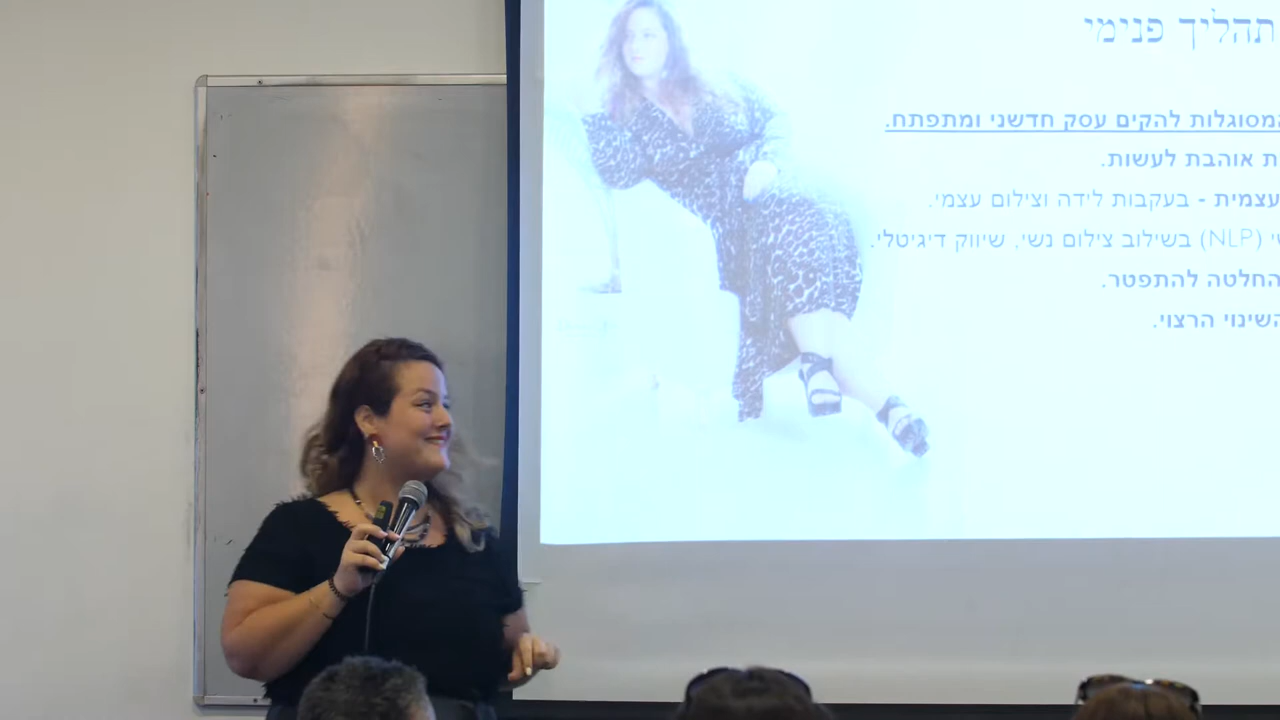 תהליך פנימי
המסוגלות להקים עסק חדשני ומתפתח.
ת אוהבת לעשות.
עצמית - בעקבות לידה וצילום עצמי.
י (NLP) בשילוב צילום נשי, שיווק דיגיטלי.
החלטה להתפטר.
השינוי הרצוי.